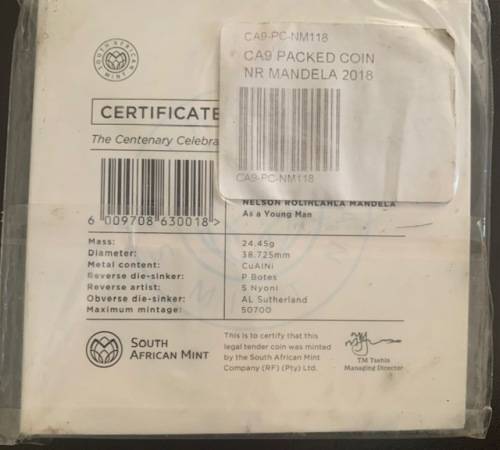 SOUTH AFRICAN MINT
CA9-PC-NM118
CA9 PACKED COIN
NR MANDELA 2018
CA9-PC-NM118
CERTIFICATE
The Centenary Celebra
6 009708 630018 >
NELSON ROLIHLAHLA MANDELA
As a Young Man
Mass: 24.45g
Diameter: 38.725mm
Metal content: CuAlNi
Reverse die-sinker: P Botes
Reverse artist: S Nyoni
Obverse die-sinker: AL Sutherland
Maximum mintage: 50700
SOUTH
AFRICAN MINT
This is to certify that this
legal tender coin was minted
by the South African Mint
Company (RF) (Pty) Ltd.
TM Tsehla
Managing Director